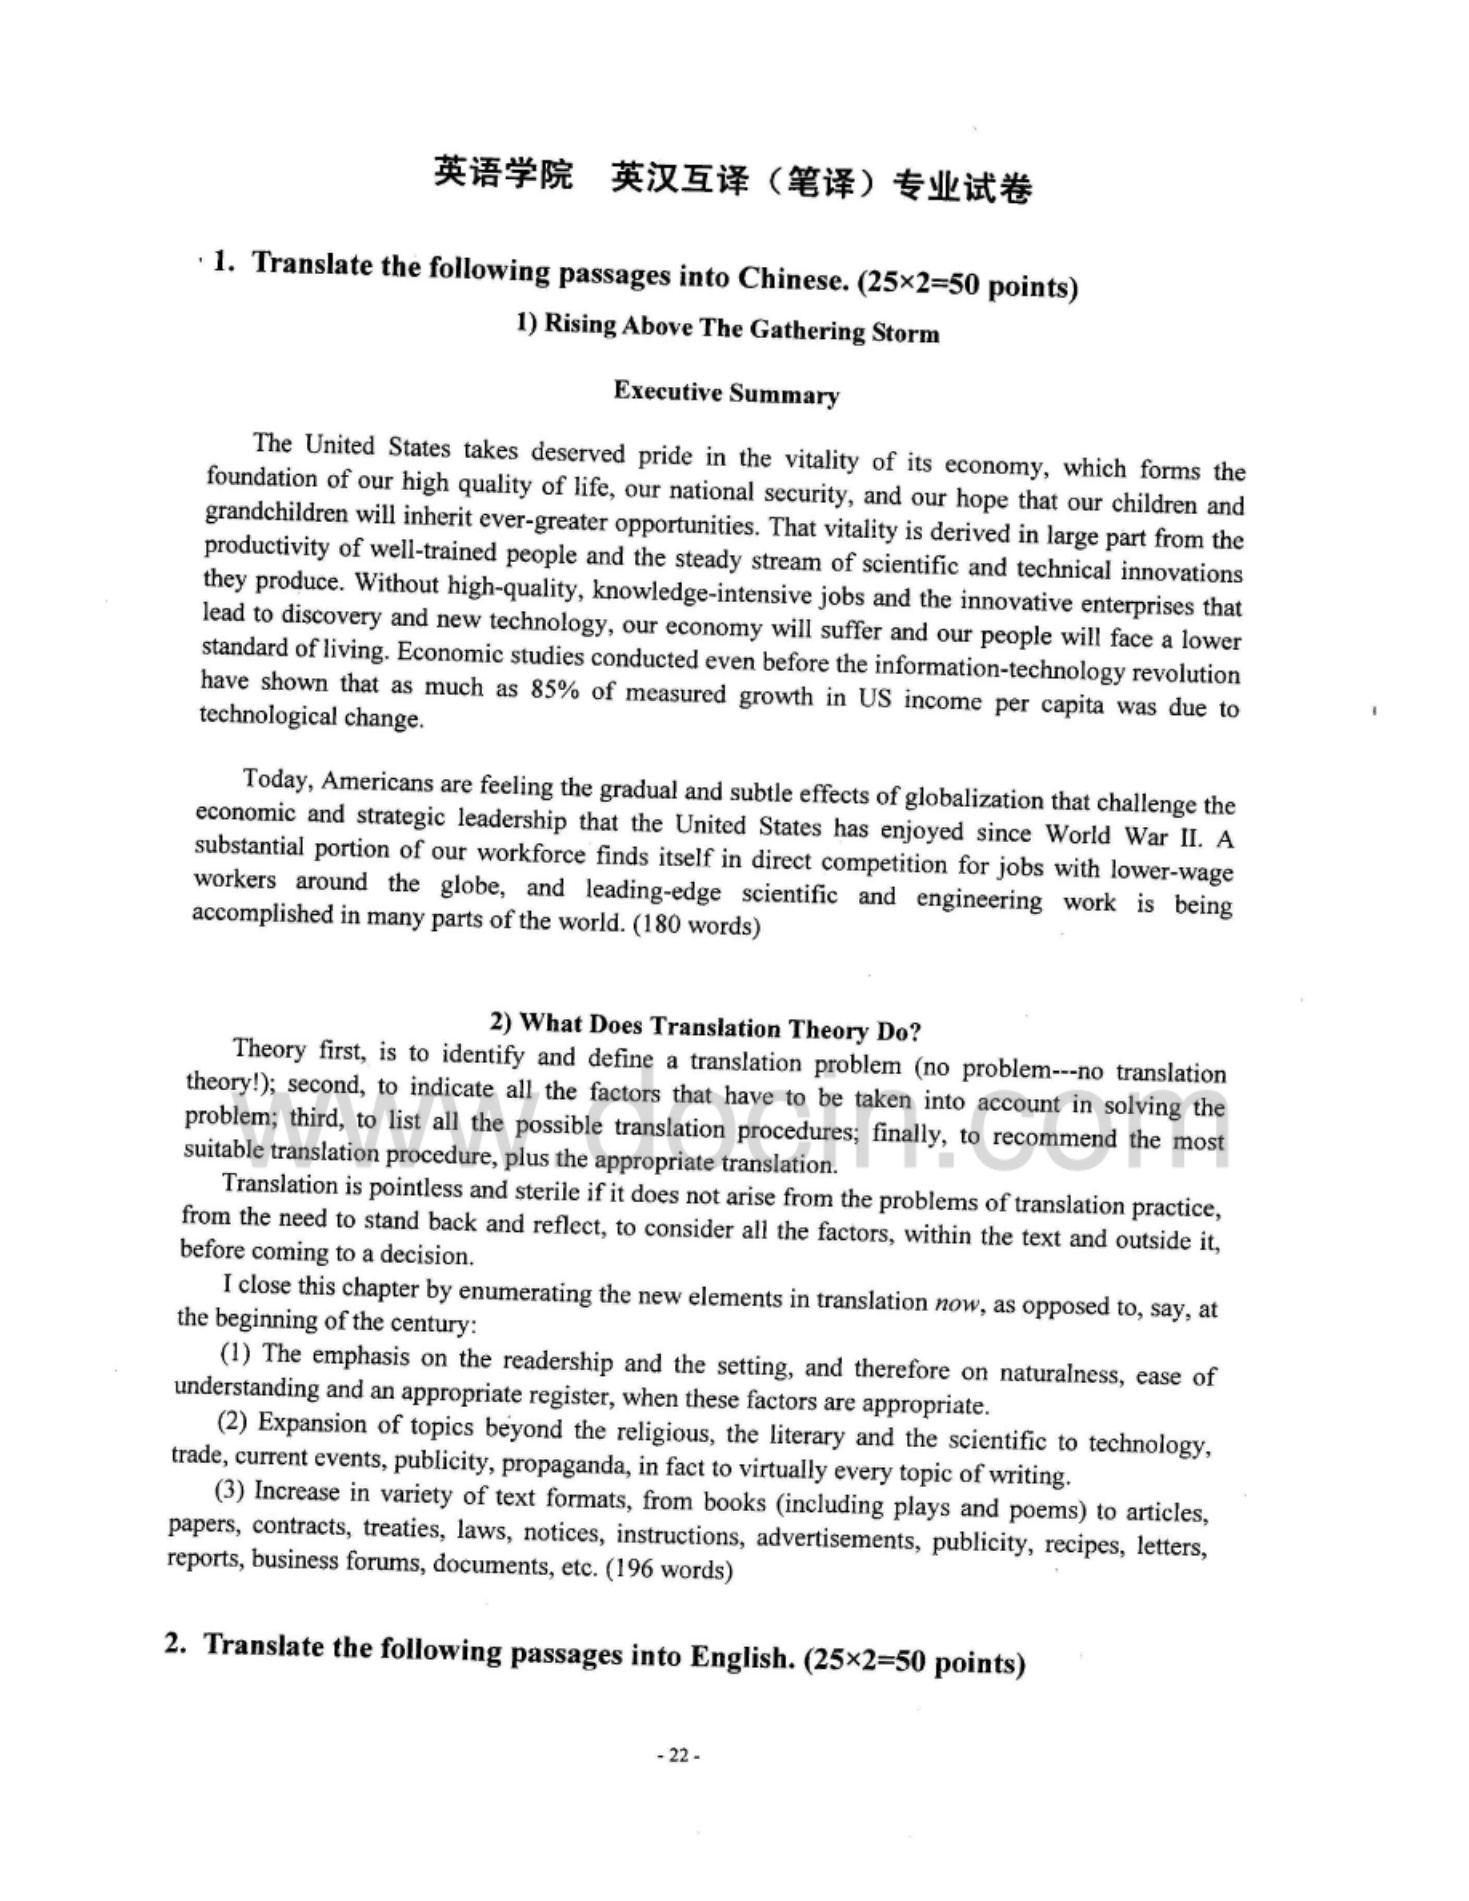 英语学院 英汉互译（笔译）专业试卷
1. Translate the following passages into Chinese. (25×2=50 points)
1) Rising Above The Gathering Storm
Executive Summary
The United States takes deserved pride in the vitality of its economy, which forms the
foundation of our high quality of life, our national security, and our hope that our children and
grandchildren will inherit ever-greater opportunities. That vitality is derived in large part from the
productivity of well-trained people and the steady stream of scientific and technical innovations
they produce. Without high-quality, knowledge-intensive jobs and the innovative enterprises that
lead to discovery and new technology, our economy will suffer and our people will face a lower
standard of living. Economic studies conducted even before the information-technology revolution
have shown that as much as 85% of measured growth in US income per capita was due to
technological change.
Today, Americans are feeling the gradual and subtle effects of globalization that challenge the
economic and strategic leadership that the United States has enjoyed since World War II. A
substantial portion of our workforce finds itself in direct competition for jobs with lower-wage
workers around the globe, and leading-edge scientific and engineering work is being
accomplished in many parts of the world. (180 words)
2) What Does Translation Theory Do?
Theory first, is to identify and define a translation problem (no problem---no translation
theory!); second, to indicate all the factors that have to be taken into account in solving the
problem; third, to list all the possible translation procedures; finally, to recommend the most
suitable translation procedure, plus the appropriate translation.
Translation is pointless and sterile if it does not arise from the problems of translation practice,
from the need to stand back and reflect, to consider all the factors, within the text and outside it,
before coming to a decision.
I close this chapter by enumerating the new elements in translation now, as opposed to, say, at
the beginning of the century:
(1) The emphasis on the readership and the setting, and therefore on naturalness, ease of
understanding and an appropriate register, when these factors are appropriate.
(2) Expansion of topics beyond the religious, the literary and the scientific to technology,
trade, current events, publicity, propaganda, in fact to virtually every topic of writing.
(3) Increase in variety of text formats, from books (including plays and poems) to articles,
papers, contracts, treaties, laws, notices, instructions, advertisements, publicity, recipes, letters,
reports, business forums, documents, etc. (196 words)
2. Translate the following passages into English. (25×2=50 points)
- 22 -
www.docin.com